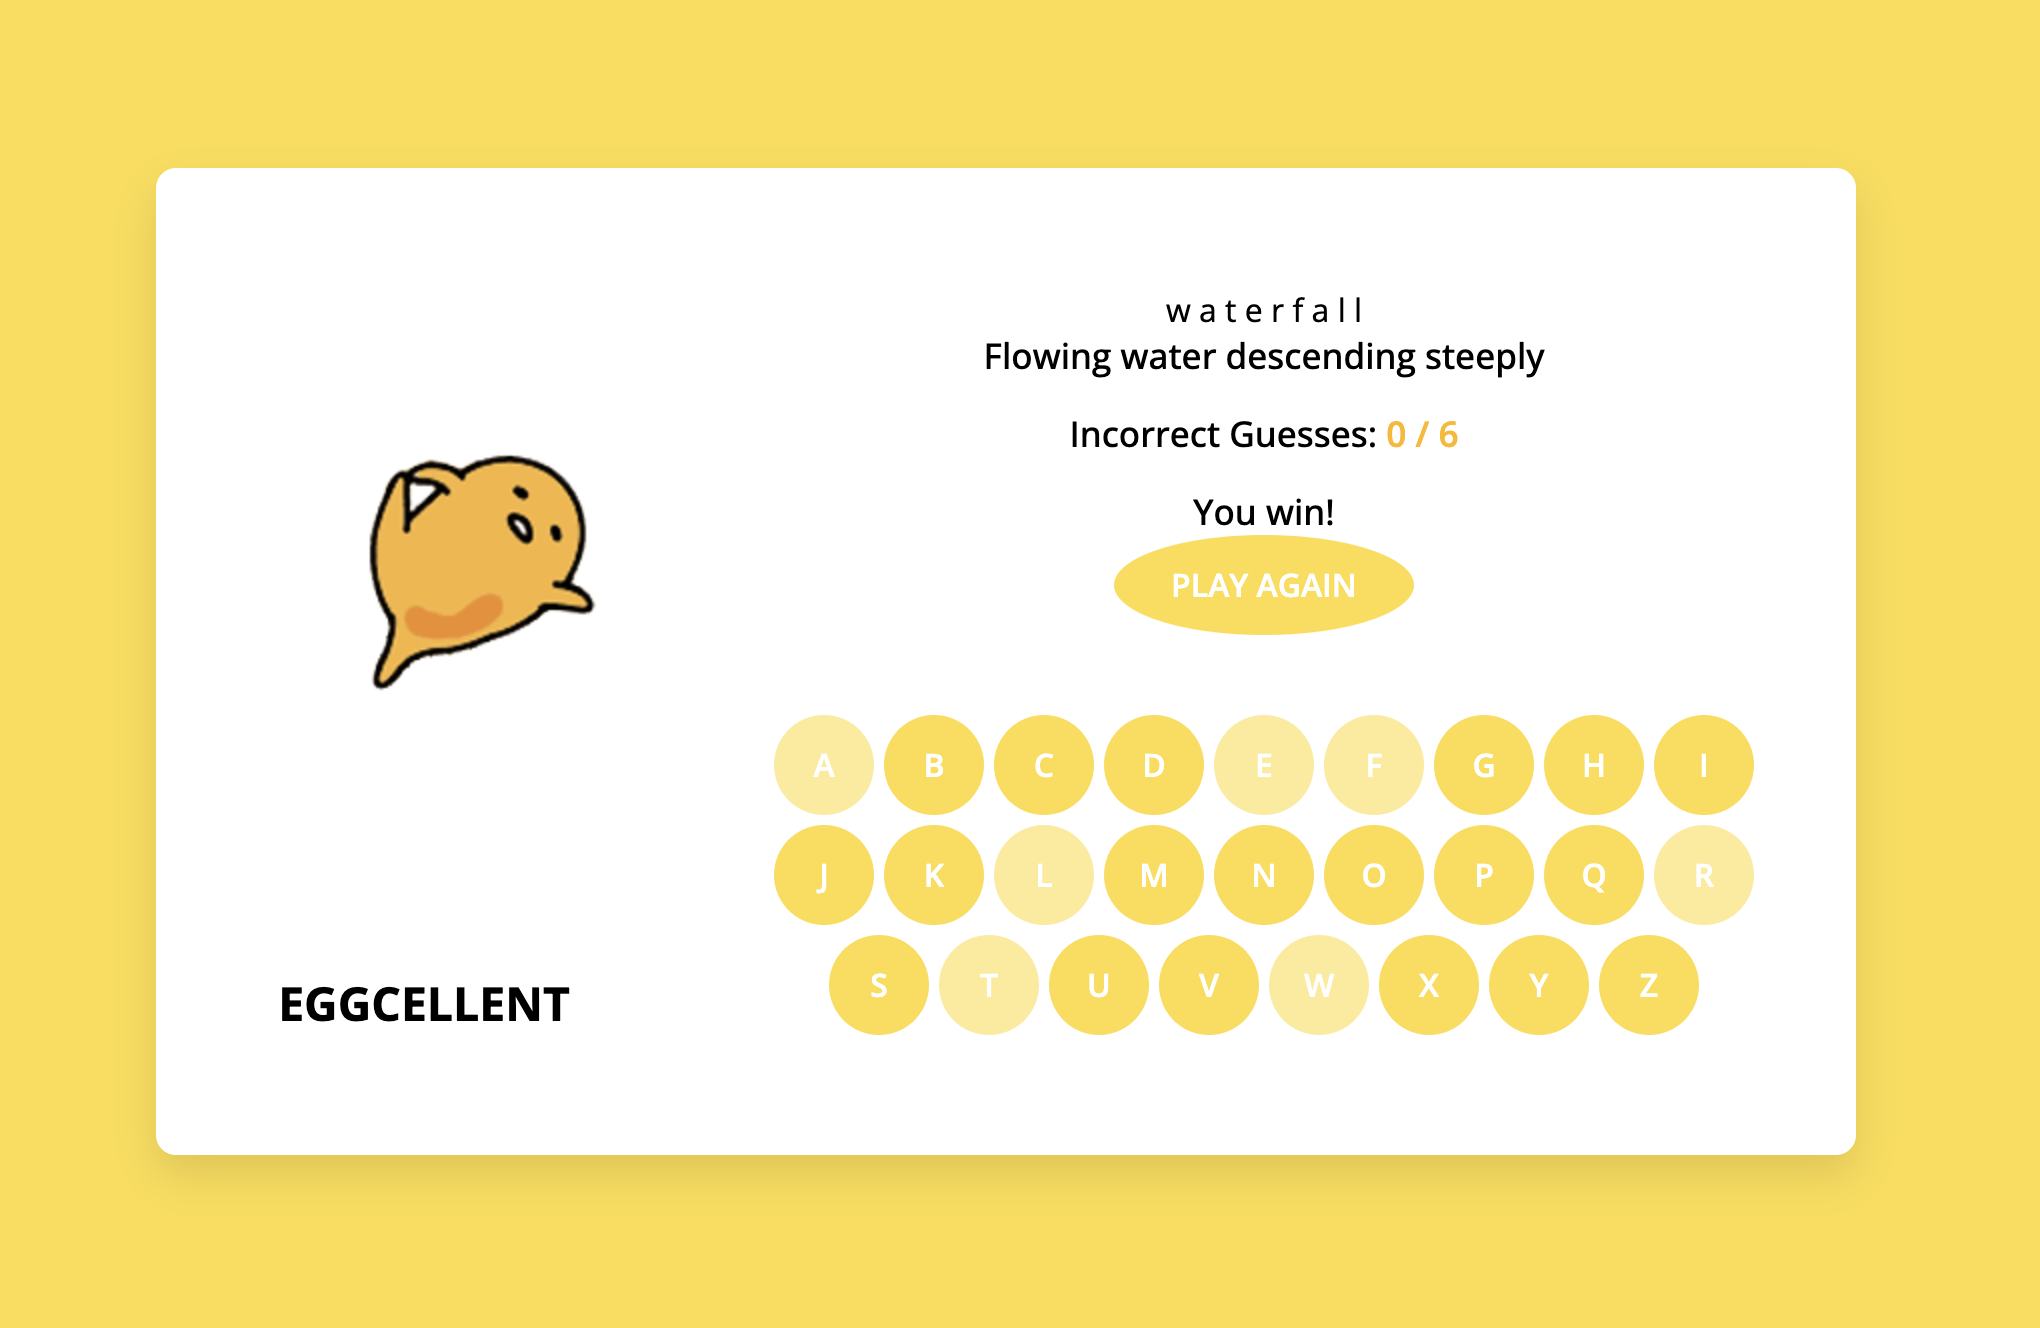 w a t e r f a l l
Flowing water descending steeply
Incorrect Guesses: 0 / 6
You win!
PLAY AGAIN
A B C D E F G H I
J K L M N O P Q R
S T U V W X Y Z
EGGCELLENT